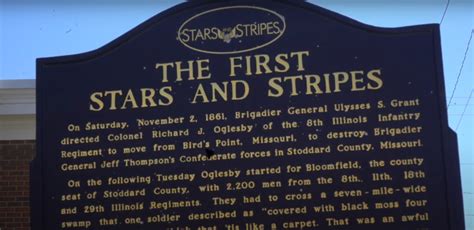 STARS STRIPES
THE FIRST
STARS AND STRIPES
On Saturday, November 2, 1861, Brigadier General Ulysses S. Grant
directed Colonel Richard J. Oglesby of the 8th Illinois Infantry
Regiment to move from Bird's Point, Missouri, to destroy Brigadier
General Jeff Thompson's Confederate forces in Stoddard County, Missouri.
On the following Tuesday Oglesby started for Bloomfield, the county
seat of Stoddard County, with 2,200 men from the 8th, 11th, 18th
and 29th Illinois Regiments. They had to cross a seven-mile-wide
swamp that one soldier described as "covered with black moss four
that 'tis like a carpet. That was an awful